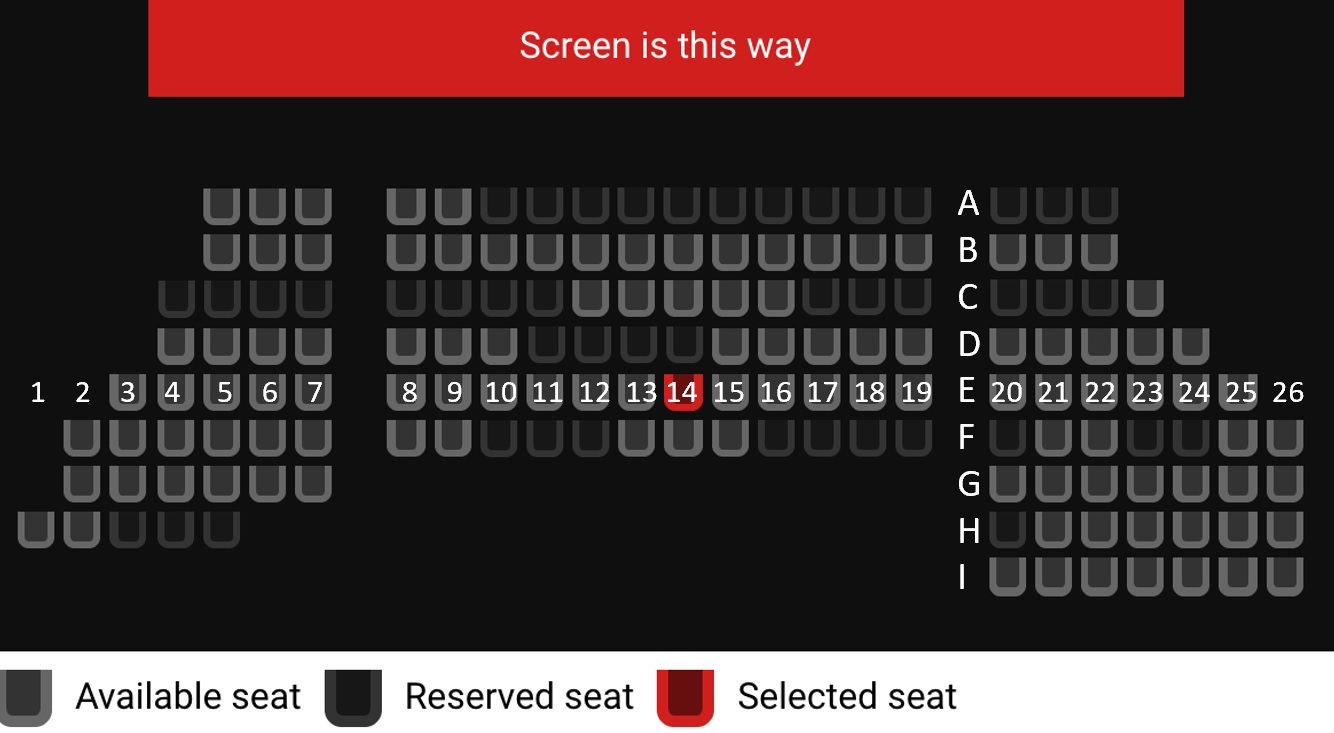 Screen is this way
A
B
C
D
1 2 3 4 5 6 7 8 9 10 11 12 13 14 15 16 17 18 19 E 20 21 22 23 24 25 26
F
G
H
I
Available seat Reserved seat Selected seat